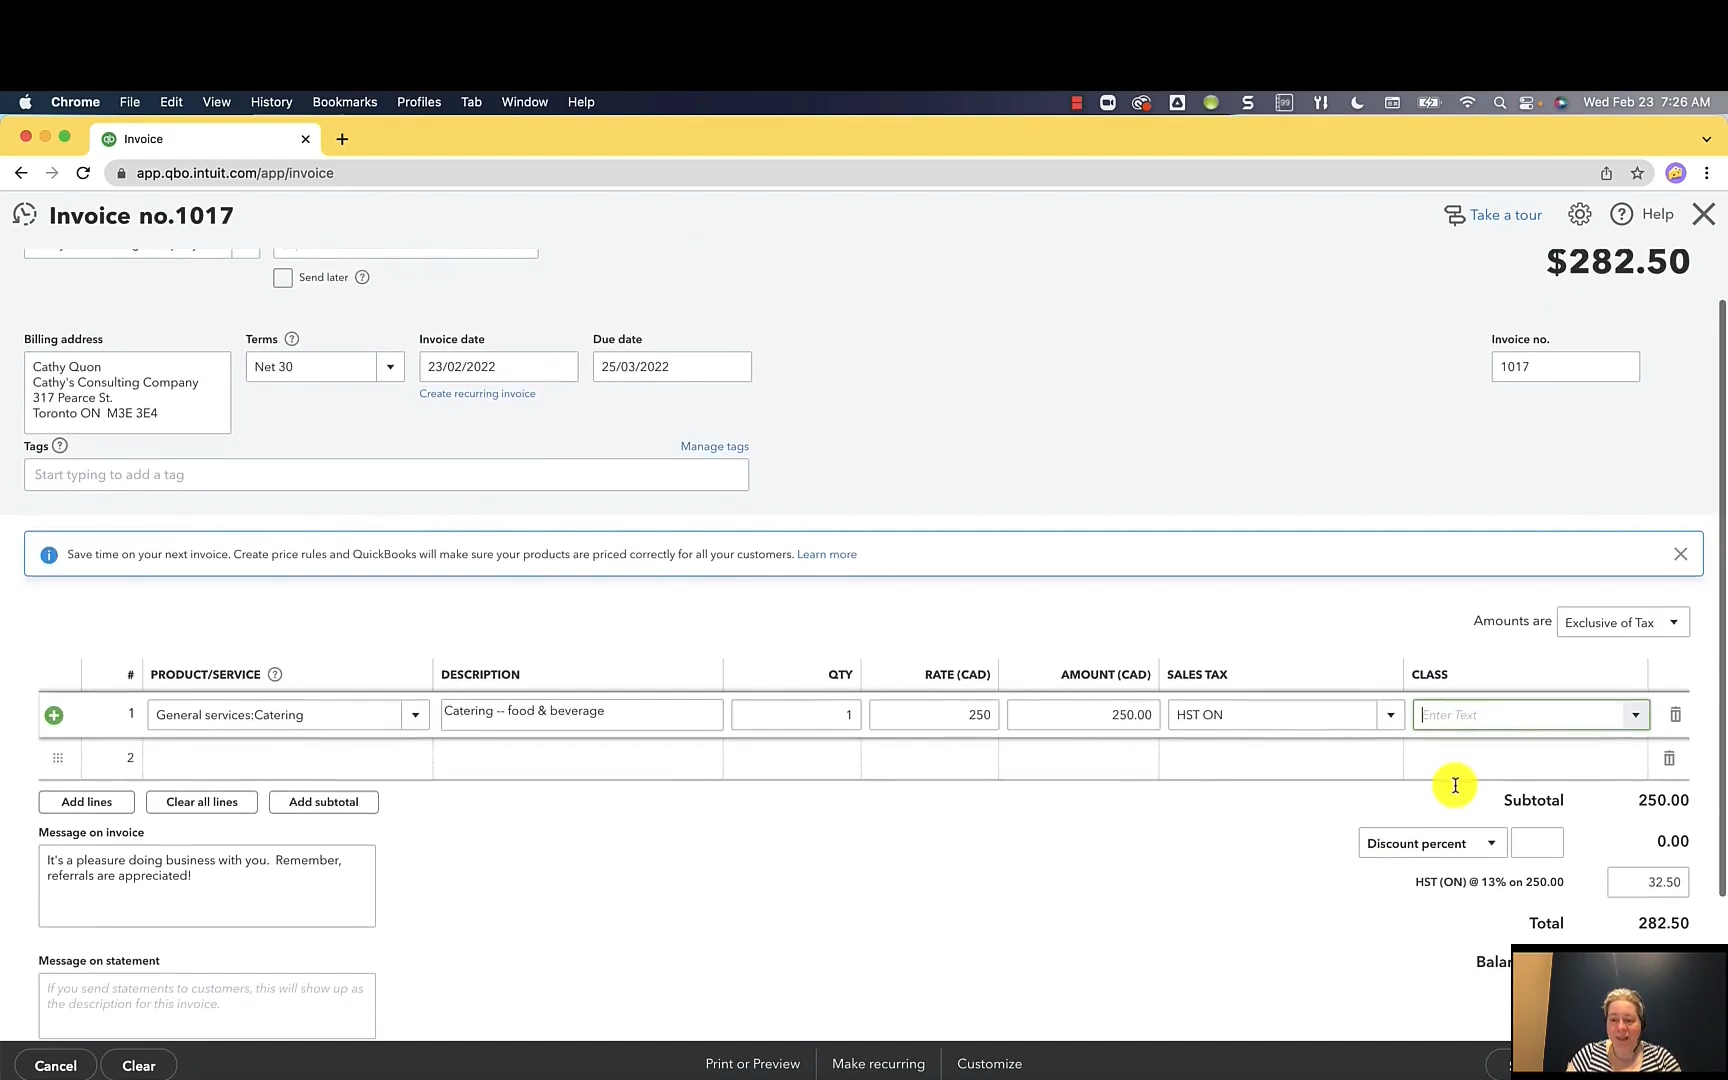 Chrome File Edit View History Bookmarks Profiles Tab Window Help
Wed Feb 23 7:26 AM
Invoice
app.qbo.intuit.com/app/invoice
Invoice no.1017
Take a tour
Help
$282.50
Send later
Billing address
Cathy Quon
Cathy's Consulting Company
317 Pearce St.
Toronto ON M3E 3E4
Terms
Net 30
Invoice date
23/02/2022
Create recurring invoice
Due date
25/03/2022
Invoice no.
1017
Tags
Manage tags
Start typing to add a tag
Save time on your next invoice. Create price rules and QuickBooks will make sure your products are priced correctly for all your customers. Learn more
Amounts are Exclusive of Tax
# PRODUCT/SERVICE DESCRIPTION QTY RATE (CAD) AMOUNT (CAD) SALES TAX CLASS
1 General services:Catering Catering -- food & beverage 1 250 250.00 HST ON Enter Text
2
Add lines Clear all lines Add subtotal
Subtotal 250.00
Discount percent 0.00
HST (ON) @ 13% on 250.00 32.50
Total 282.50
Message on invoice
It's a pleasure doing business with you. Remember,
referrals are appreciated!
Message on statement
If you send statements to customers, this will show up as
the description for this invoice.
Cancel Clear Print or Preview Make recurring Customize